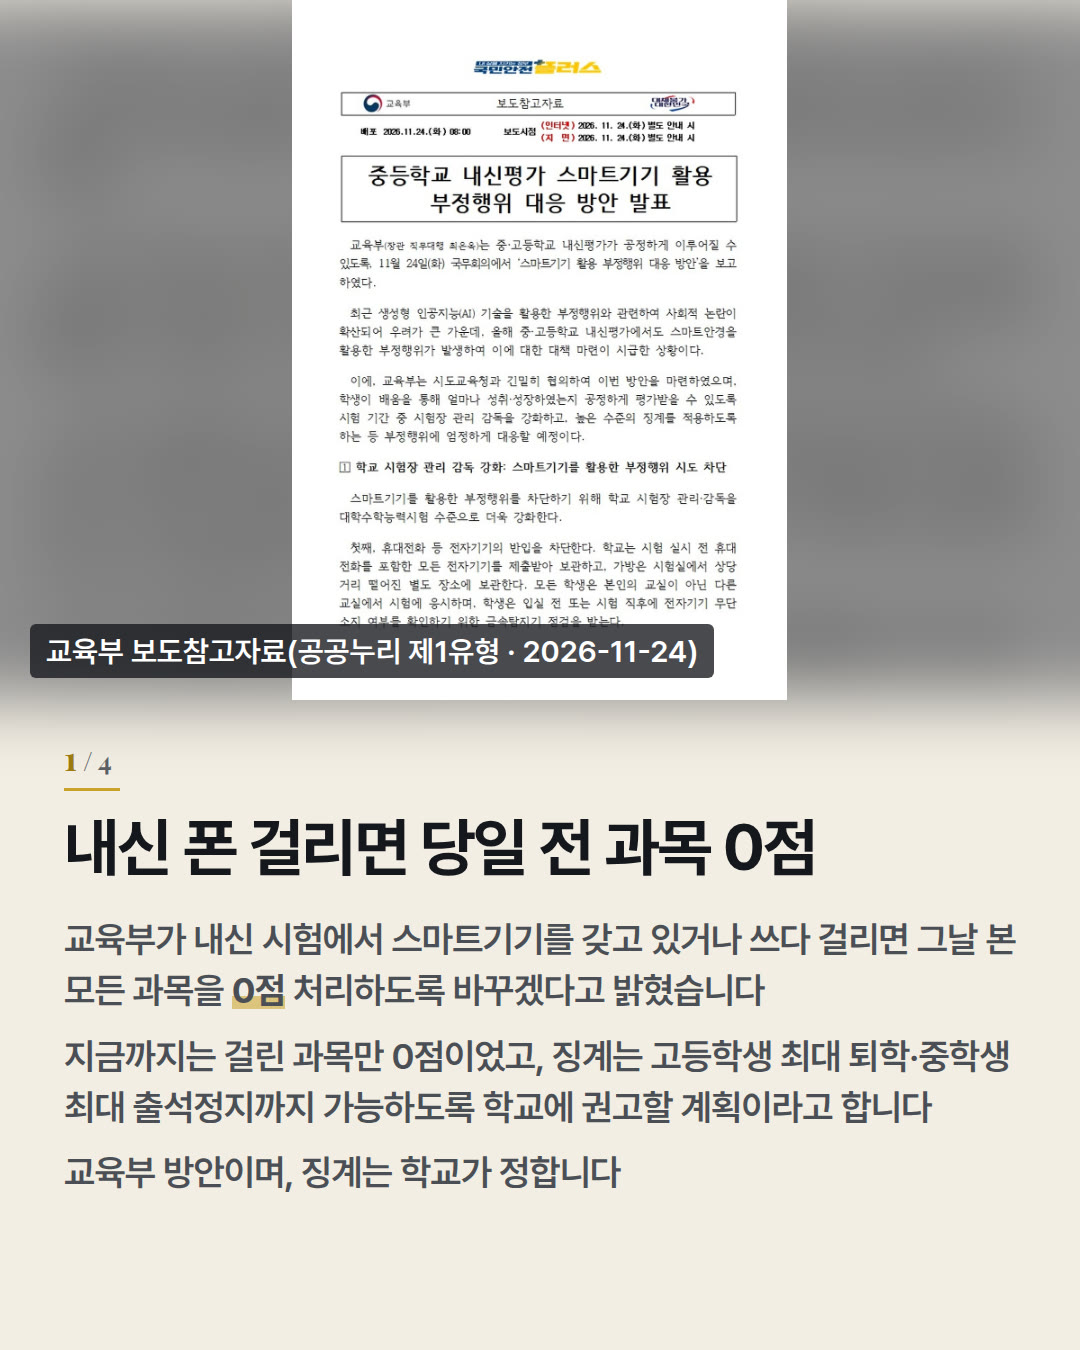 국민안전플러스
교육부 보도참고자료 대한민국
배포 2026.11.24.(화) 08:00 보도시점 (인터넷) 2026. 11. 24.(화) 별도 안내 시
(지 면) 2026. 11. 24.(화) 별도 안내 시
중등학교 내신평가 스마트기기 활용
부정행위 대응 방안 발표
교육부(장관 직무대행 최은옥)는 중·고등학교 내신평가가 공정하게 이루어질 수
있도록, 11월 24일(화) 국무회의에서 '스마트기기 활용 부정행위 대응 방안'을 보고
하였다.
최근 생성형 인공지능(AI) 기술을 활용한 부정행위와 관련하여 사회적 논란이
확산되어 우려가 큰 가운데, 올해 중·고등학교 내신평가에서도 스마트안경을
활용한 부정행위가 발생하여 이에 대한 대책 마련이 시급한 상황이다.
이에, 교육부는 시도교육청과 긴밀히 협의하여 이번 방안을 마련하였으며,
학생이 배움을 통해 얼마나 성취·성장하였는지 공정하게 평가받을 수 있도록
시험 기간 중 시험장 관리 감독을 강화하고, 높은 수준의 징계를 적용하도록
하는 등 부정행위에 엄정하게 대응할 예정이다.
1 학교 시험장 관리 감독 강화: 스마트기기를 활용한 부정행위 시도 차단
스마트기기를 활용한 부정행위를 차단하기 위해 학교 시험장 관리·감독을
대학수학능력시험 수준으로 더욱 강화한다.
첫째, 휴대전화 등 전자기기의 반입을 차단한다. 학교는 시험 실시 전 휴대
전화를 포함한 모든 전자기기를 제출받아 보관하고, 가방은 시험실에서 상당
거리 떨어진 별도 장소에 보관한다. 모든 학생은 본인의 교실이 아닌 다른
교실에서 시험에 응시하며, 학생은 입실 전 또는 시험 직후에 전자기기 무단
소지 여부를 확인하기 위한 금속탐지기 점검을 받는다.
교육부 보도참고자료(공공누리 제1유형 · 2026-11-24)
1 / 4
내신 폰 걸리면 당일 전 과목 0점
교육부가 내신 시험에서 스마트기기를 갖고 있거나 쓰다 걸리면 그날 본
모든 과목을 0점 처리하도록 바꾸겠다고 밝혔습니다
지금까지는 걸린 과목만 0점이었고, 징계는 고등학생 최대 퇴학·중학생
최대 출석정지까지 가능하도록 학교에 권고할 계획이라고 합니다
교육부 방안이며, 징계는 학교가 정합니다